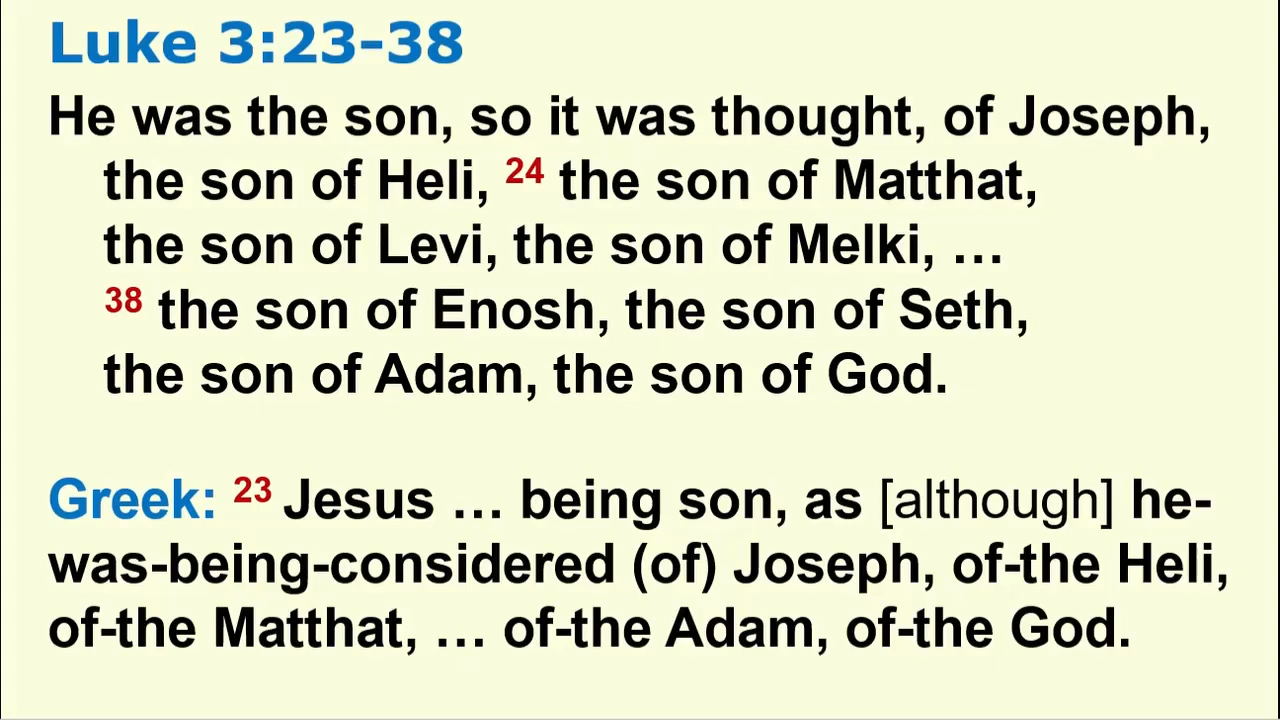 Luke 3:23-38
He was the son, so it was thought, of Joseph,
the son of Heli, 24 the son of Matthat,
the son of Levi, the son of Melki, …
38 the son of Enosh, the son of Seth,
the son of Adam, the son of God.
Greek: 23 Jesus … being son, as [although] he-
was-being-considered (of) Joseph, of-the Heli,
of-the Matthat, … of-the Adam, of-the God.